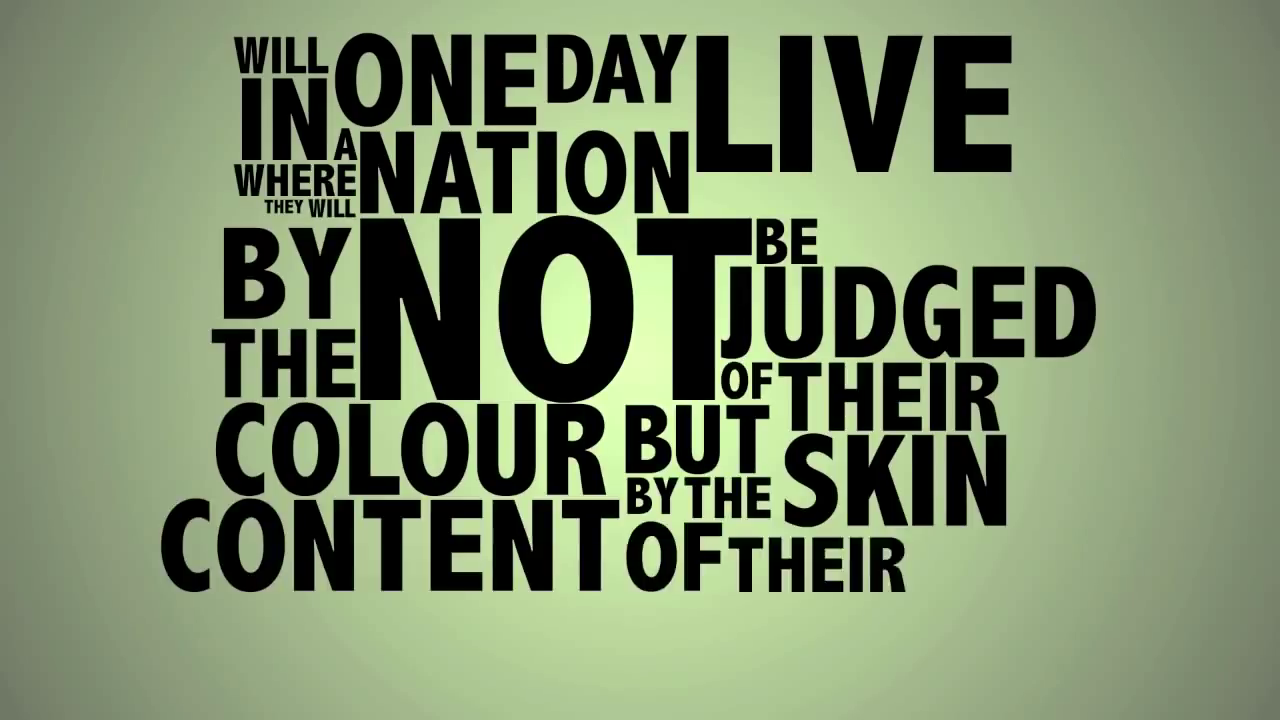 WILL ONE DAY LIVE
IN A NATION
WHERE
THEY WILL
NOT BE
JUDGED
BY
THE
COLOUR
OF THEIR
SKIN
BUT
BY THE
CONTENT OF THEIR